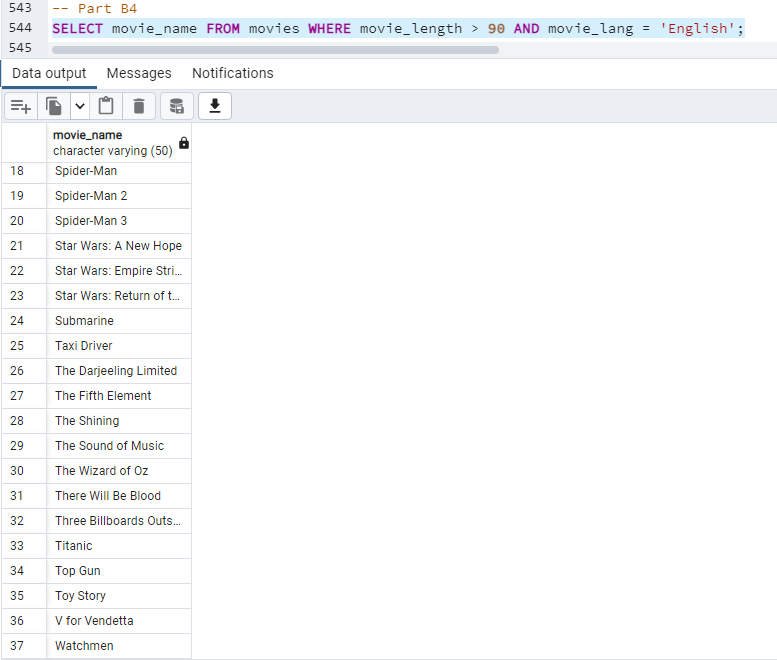 543 -- Part B4
544 SELECT movie_name FROM movies WHERE movie_length > 90 AND movie_lang = 'English';
545
Data output Messages Notifications
movie_name
character varying (50)
18 Spider-Man
19 Spider-Man 2
20 Spider-Man 3
21 Star Wars: A New Hope
22 Star Wars: Empire Stri...
23 Star Wars: Return of t...
24 Submarine
25 Taxi Driver
26 The Darjeeling Limited
27 The Fifth Element
28 The Shining
29 The Sound of Music
30 The Wizard of Oz
31 There Will Be Blood
32 Three Billboards Outs...
33 Titanic
34 Top Gun
35 Toy Story
36 V for Vendetta
37 Watchmen